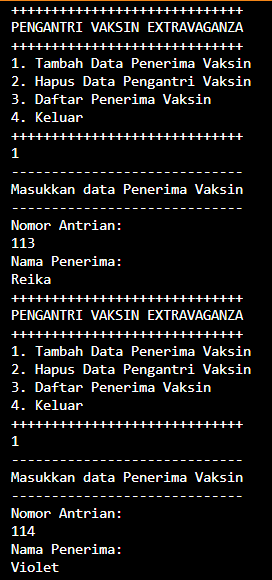 +++++++++++++++++++++++++++++
PENGANTRI VAKSIN EXTRAVAGANZA
+++++++++++++++++++++++++++++
1. Tambah Data Penerima Vaksin
2. Hapus Data Pengantri Vaksin
3. Daftar Penerima Vaksin
4. Keluar
+++++++++++++++++++++++++++++
1
-----------------------------
Masukkan data Penerima Vaksin
-----------------------------
Nomor Antrian:
113
Nama Penerima:
Reika
+++++++++++++++++++++++++++++
PENGANTRI VAKSIN EXTRAVAGANZA
+++++++++++++++++++++++++++++
1. Tambah Data Penerima Vaksin
2. Hapus Data Pengantri Vaksin
3. Daftar Penerima Vaksin
4. Keluar
+++++++++++++++++++++++++++++
1
-----------------------------
Masukkan data Penerima Vaksin
-----------------------------
Nomor Antrian:
114
Nama Penerima:
Violet